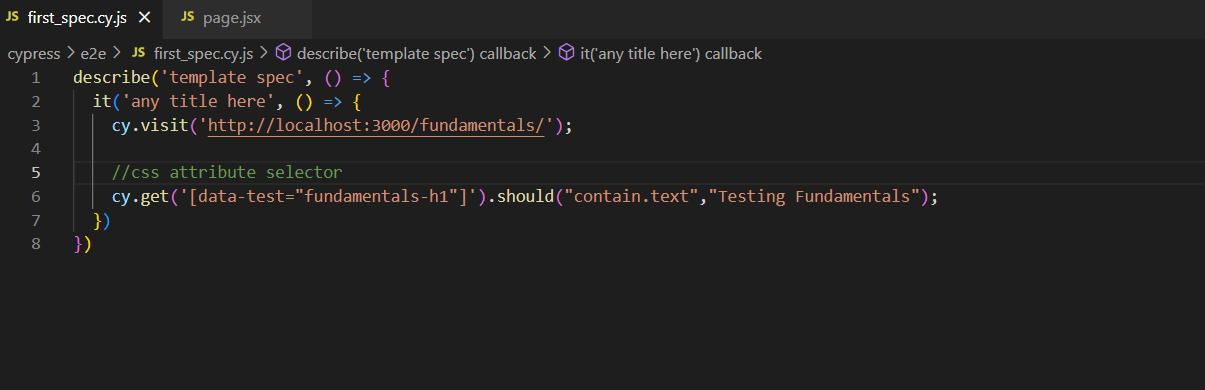 JS first_spec.cy.js JS page.jsx
cypress > e2e > JS first_spec.cy.js > describe('template spec') callback > it('any title here') callback
1 describe('template spec', () => {
2 it('any title here', () => {
3 cy.visit('http://localhost:3000/fundamentals/');
4
5 //css attribute selector
6 cy.get('[data-test="fundamentals-h1"]').should("contain.text","Testing Fundamentals");
7 })
8 })